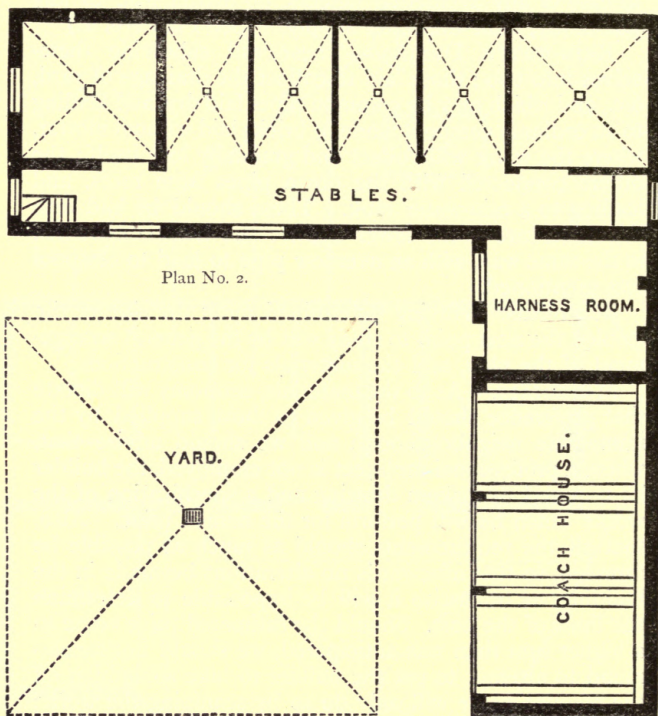 STABLES.
Plan No. 2.
HARNESS ROOM.
YARD.
COACH HOUSE.